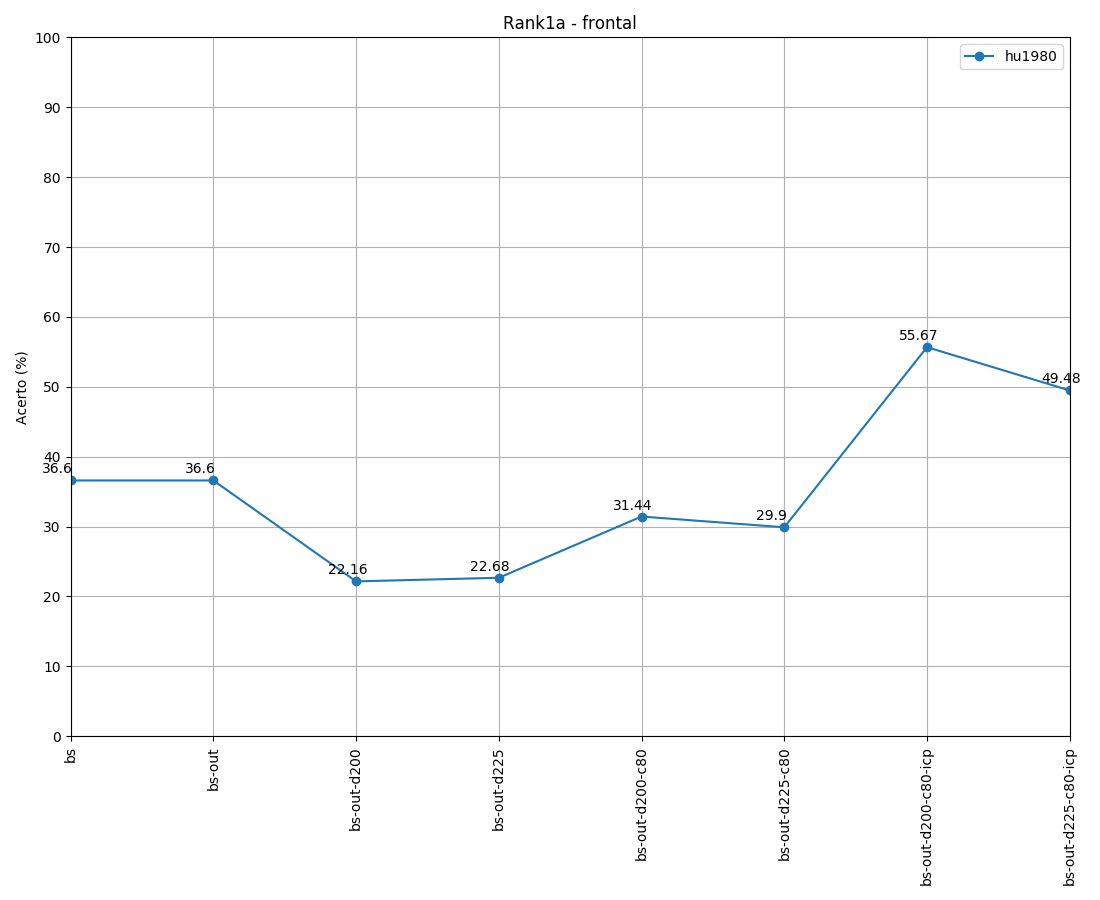 Rank1a - frontal
hu1980
Acerto (%)
100
90
80
70
60
50
40
30
20
10
0
36.6
36.6
22.16
22.68
31.44
29.9
55.67
49.48
bs
bs-out
bs-out-d200
bs-out-d225
bs-out-d200-c80
bs-out-d225-c80
bs-out-d200-c80-icp
bs-out-d225-c80-icp